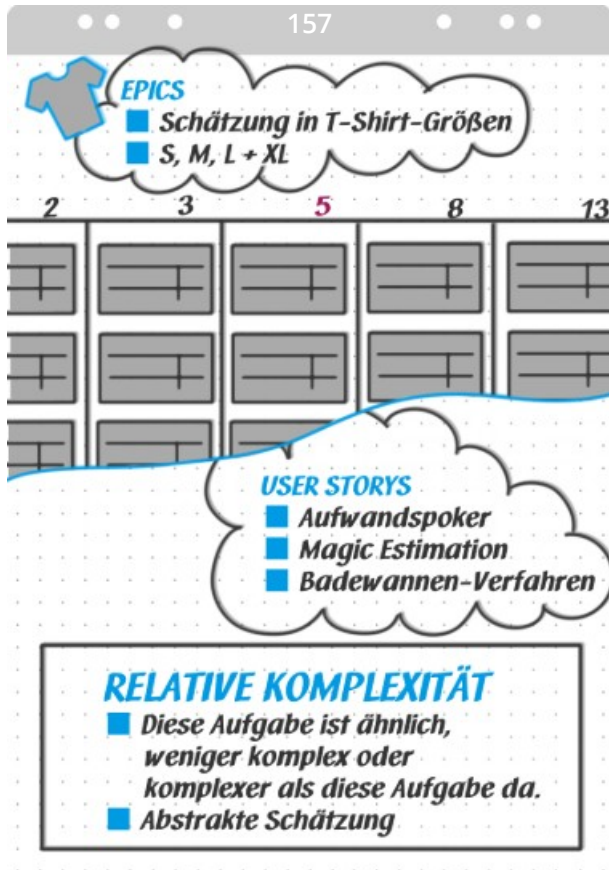 157
EPICS
Schätzung in T-Shirt-Größen
S, M, L + XL
2 3 5 8 13
USER STORYS
Aufwandspoker
Magic Estimation
Badewannen-Verfahren
RELATIVE KOMPLEXITÄT
Diese Aufgabe ist ähnlich,
weniger komplex oder
komplexer als diese Aufgabe da.
Abstrakte Schätzung